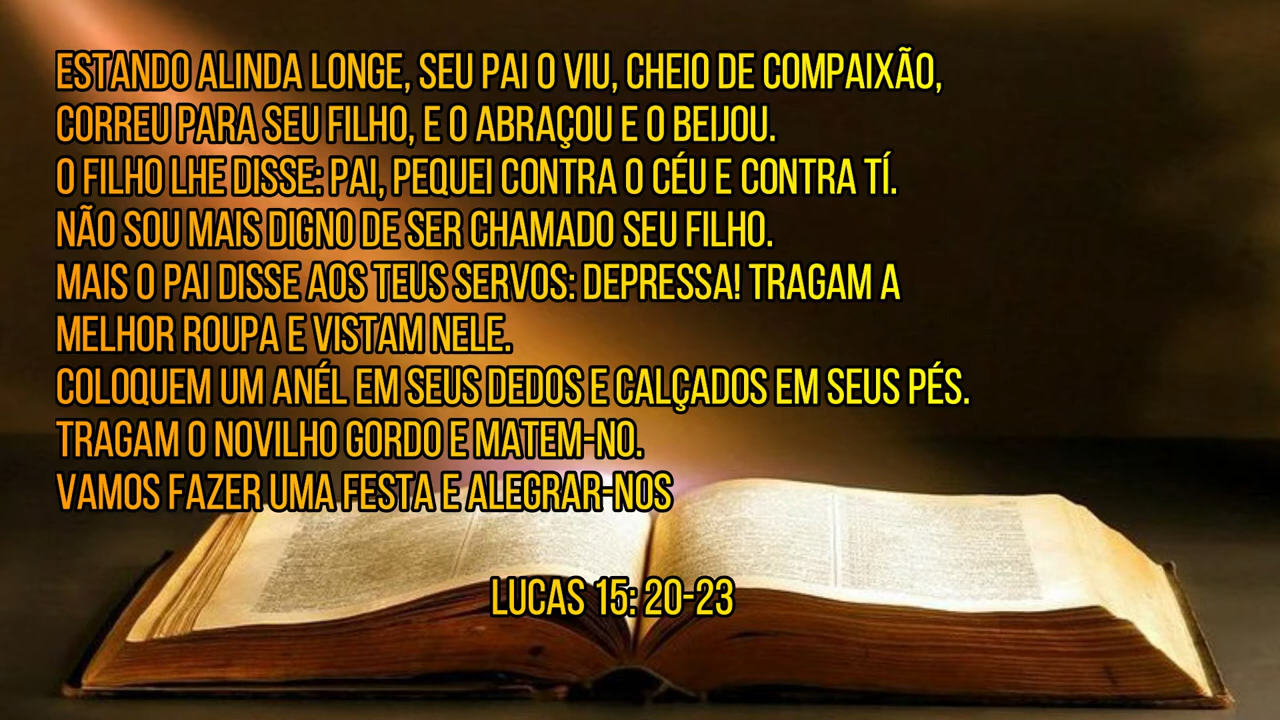 ESTANDO ALINDA LONGE, SEU PAI O VIU, CHEIO DE COMPAIXÃO,
CORREU PARA SEU FILHO, E O ABRAÇOU E O BEIJOU.
O FILHO LHE DISSE: PAI, PEQUEI CONTRA O CÉU E CONTRA TÍ.
NÃO SOU MAIS DIGNO DE SER CHAMADO SEU FILHO.
MAIS O PAI DISSE AOS TEUS SERVOS: DEPRESSA! TRAGAM A
MELHOR ROUPA E VISTAM NELE.
COLOQUEM UM ANÉL EM SEUS DEDOS E CALÇADOS EM SEUS PÉS.
TRAGAM O NOVILHO GORDO E MATEM-NO.
VAMOS FAZER UMA FESTA E ALEGRAR-NOS
LUCAS 15: 20-23